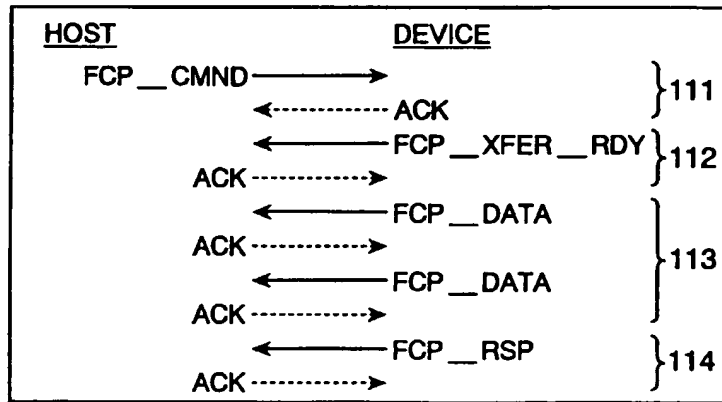 HOST DEVICE
FCP__CMND
ACK 111
FCP__XFER__RDY 112
ACK
FCP__DATA
ACK 113
FCP__DATA
ACK
FCP__RSP 114
ACK